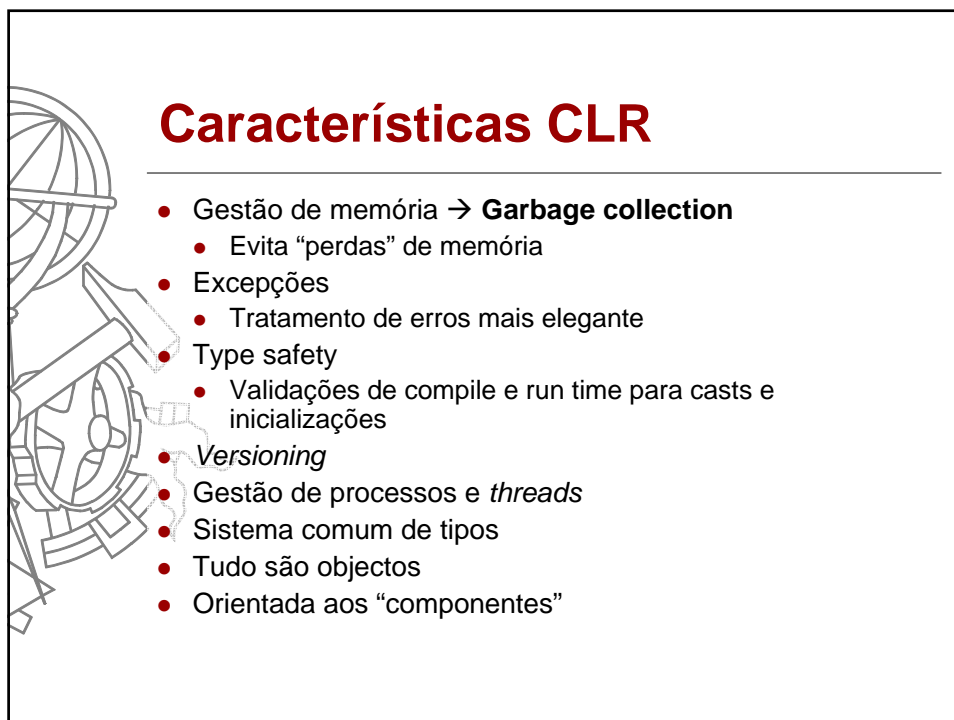 Características CLR
● Gestão de memória → Garbage collection
● Evita “perdas” de memória
● Excepções
● Tratamento de erros mais elegante
● Type safety
● Validações de compile e run time para casts e
inicializações
● Versioning
● Gestão de processos e threads
● Sistema comum de tipos
● Tudo são objectos
● Orientada aos “componentes”